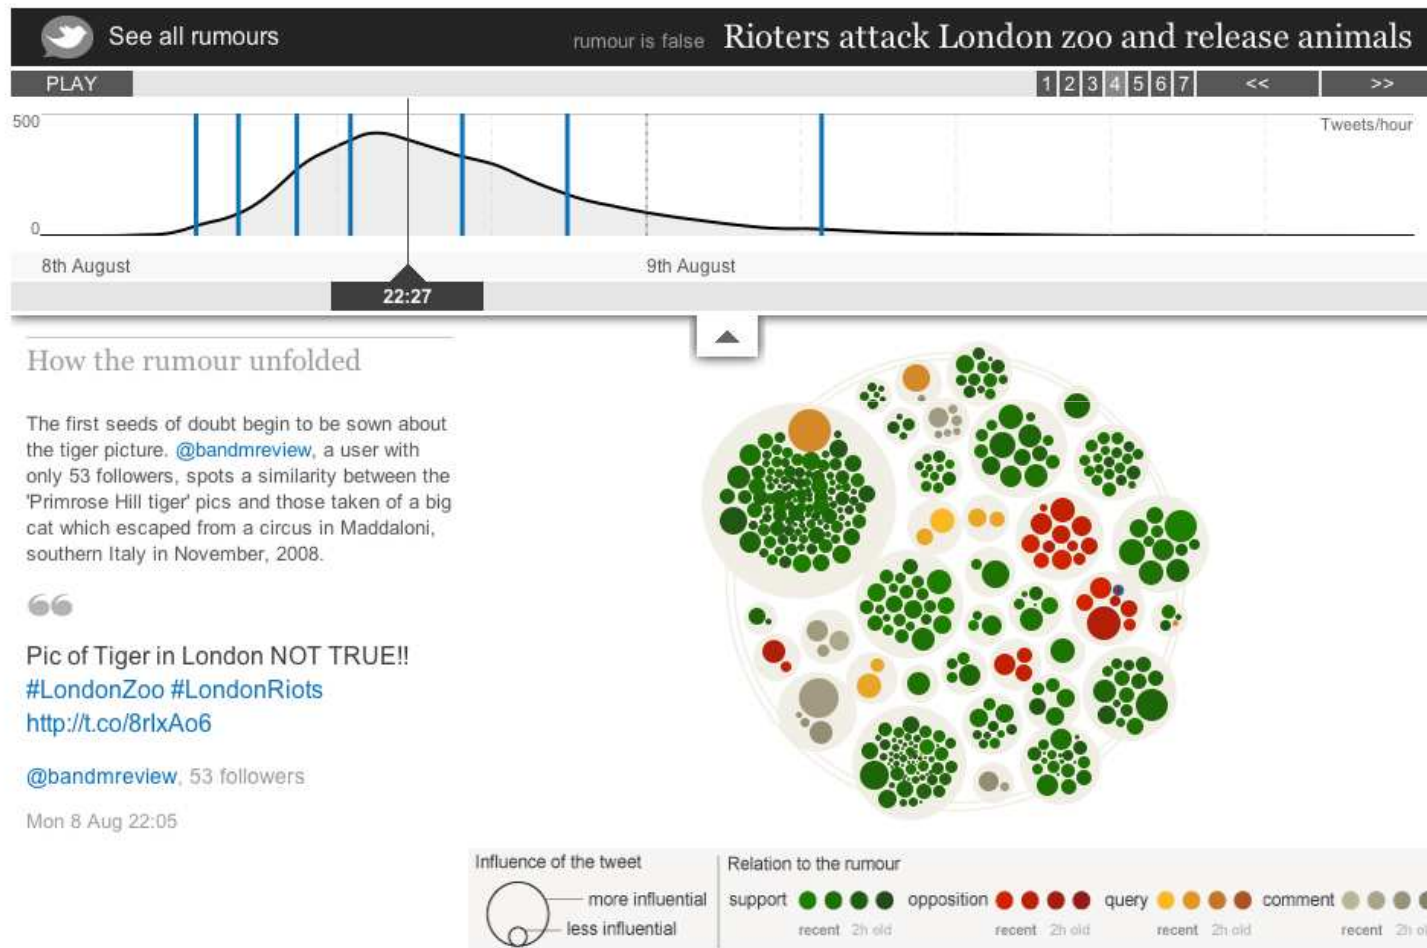 See all rumours
rumour is false Rioters attack London zoo and release animals
PLAY
1 2 3 4 5 6 7 << >>
500
Tweets/hour
0
8th August
9th August
22:27
How the rumour unfolded
The first seeds of doubt begin to be sown about
the tiger picture. @bandmreview, a user with
only 53 followers, spots a similarity between the
'Primrose Hill tiger' pics and those taken of a big
cat which escaped from a circus in Maddaloni,
southern Italy in November, 2008.
Pic of Tiger in London NOT TRUE!!
#LondonZoo #LondonRiots
http://t.co/8rIxAo6
@bandmreview, 53 followers
Mon 8 Aug 22:05
Influence of the tweet
more influential
less influential
Relation to the rumour
support opposition query comment
recent 2h old recent 2h old recent 2h old recent 2h o